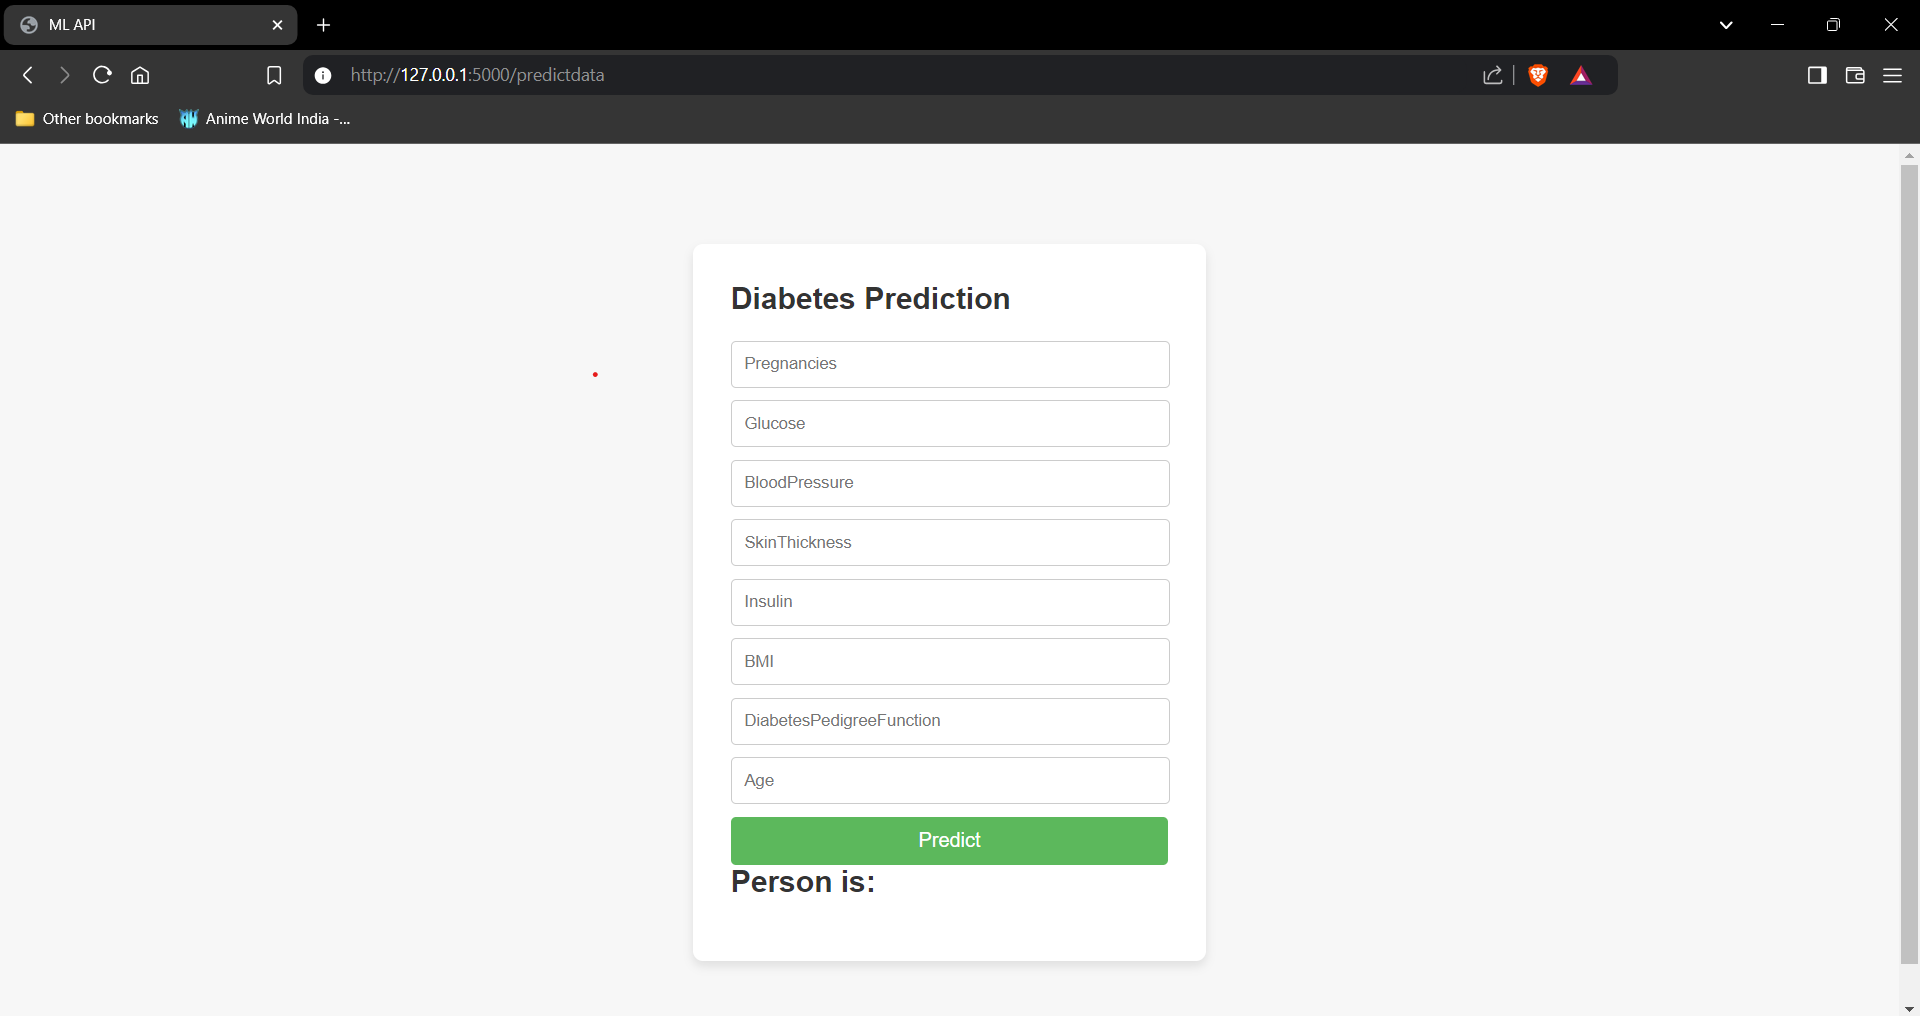 ML API
http://127.0.0.1:5000/predictdata
Other bookmarks
Anime World India -...
Diabetes Prediction
Pregnancies
Glucose
BloodPressure
SkinThickness
Insulin
BMI
DiabetesPedigreeFunction
Age
Predict
Person is: